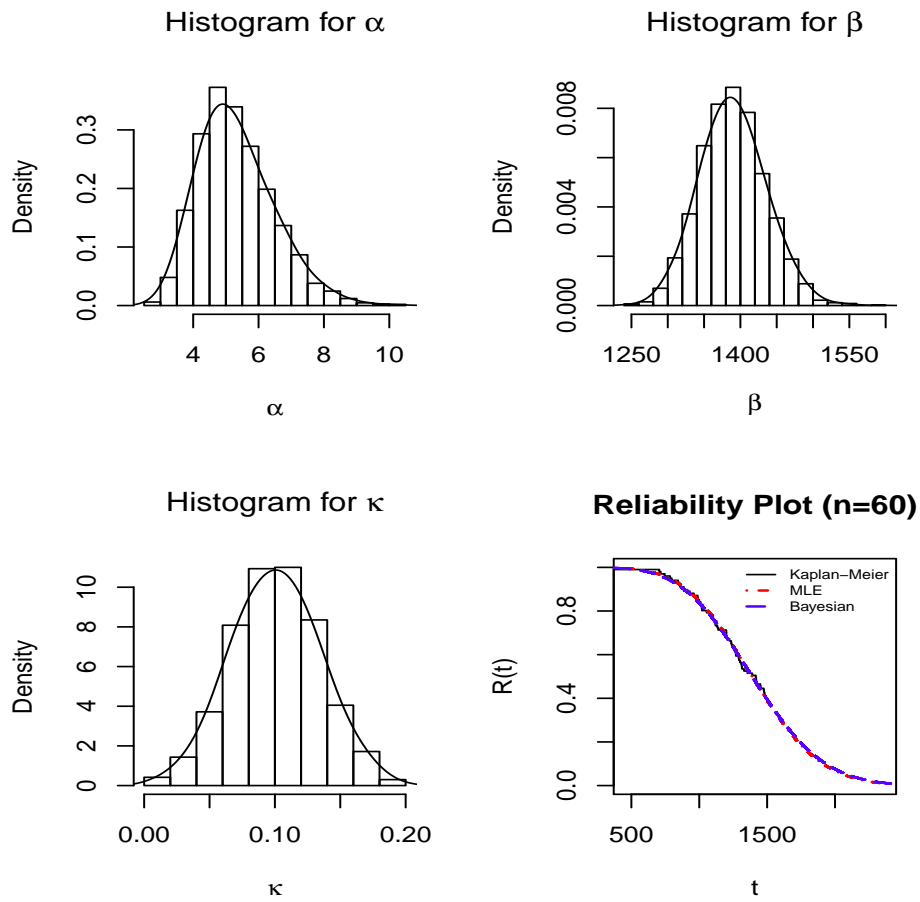 Histogram for α
Density
0.0 0.1 0.2 0.3
4 6 8 10
α
Histogram for β
Density
0.000 0.004 0.008
1250 1400 1550
β
Histogram for κ
Density
0 2 4 6 8 10
0.00 0.10 0.20
κ
Reliability Plot (n=60)
R(t)
0.0 0.4 0.8
Kaplan−Meier
MLE
Bayesian
500 1500
t